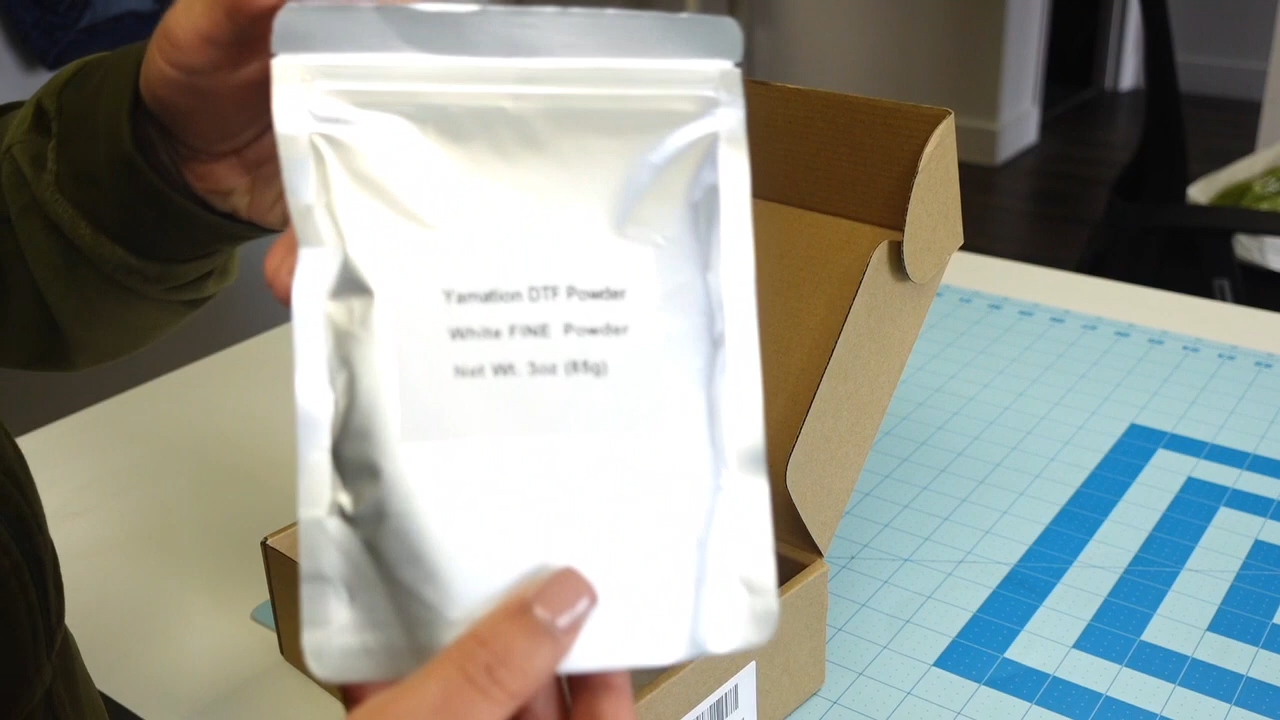 Yamation DTF Powder
White FINE Powder
Net Wt. 3oz (85g)